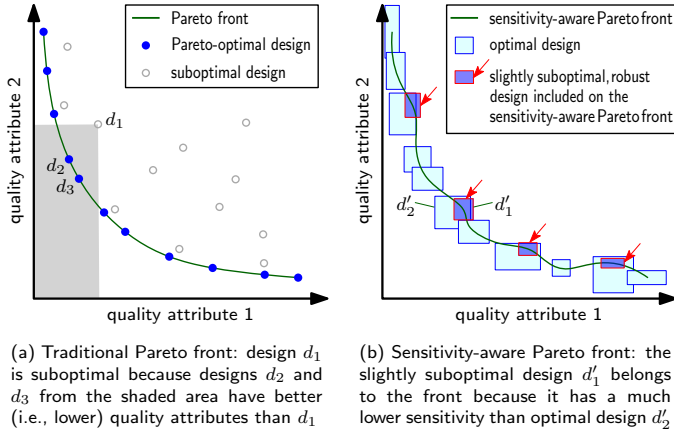 Pareto front
Pareto-optimal design
suboptimal design
quality attribute 2
d1
d2
d3
quality attribute 1
(a) Traditional Pareto front: design d1
is suboptimal because designs d2 and
d3 from the shaded area have better
(i.e., lower) quality attributes than d1
sensitivity-aware Pareto front
optimal design
slightly suboptimal, robust
design included on the
sensitivity-aware Pareto front
quality attribute 2
d′2
d′1
quality attribute 1
(b) Sensitivity-aware Pareto front: the
slightly suboptimal design d′1 belongs
to the front because it has a much
lower sensitivity than optimal design d′2